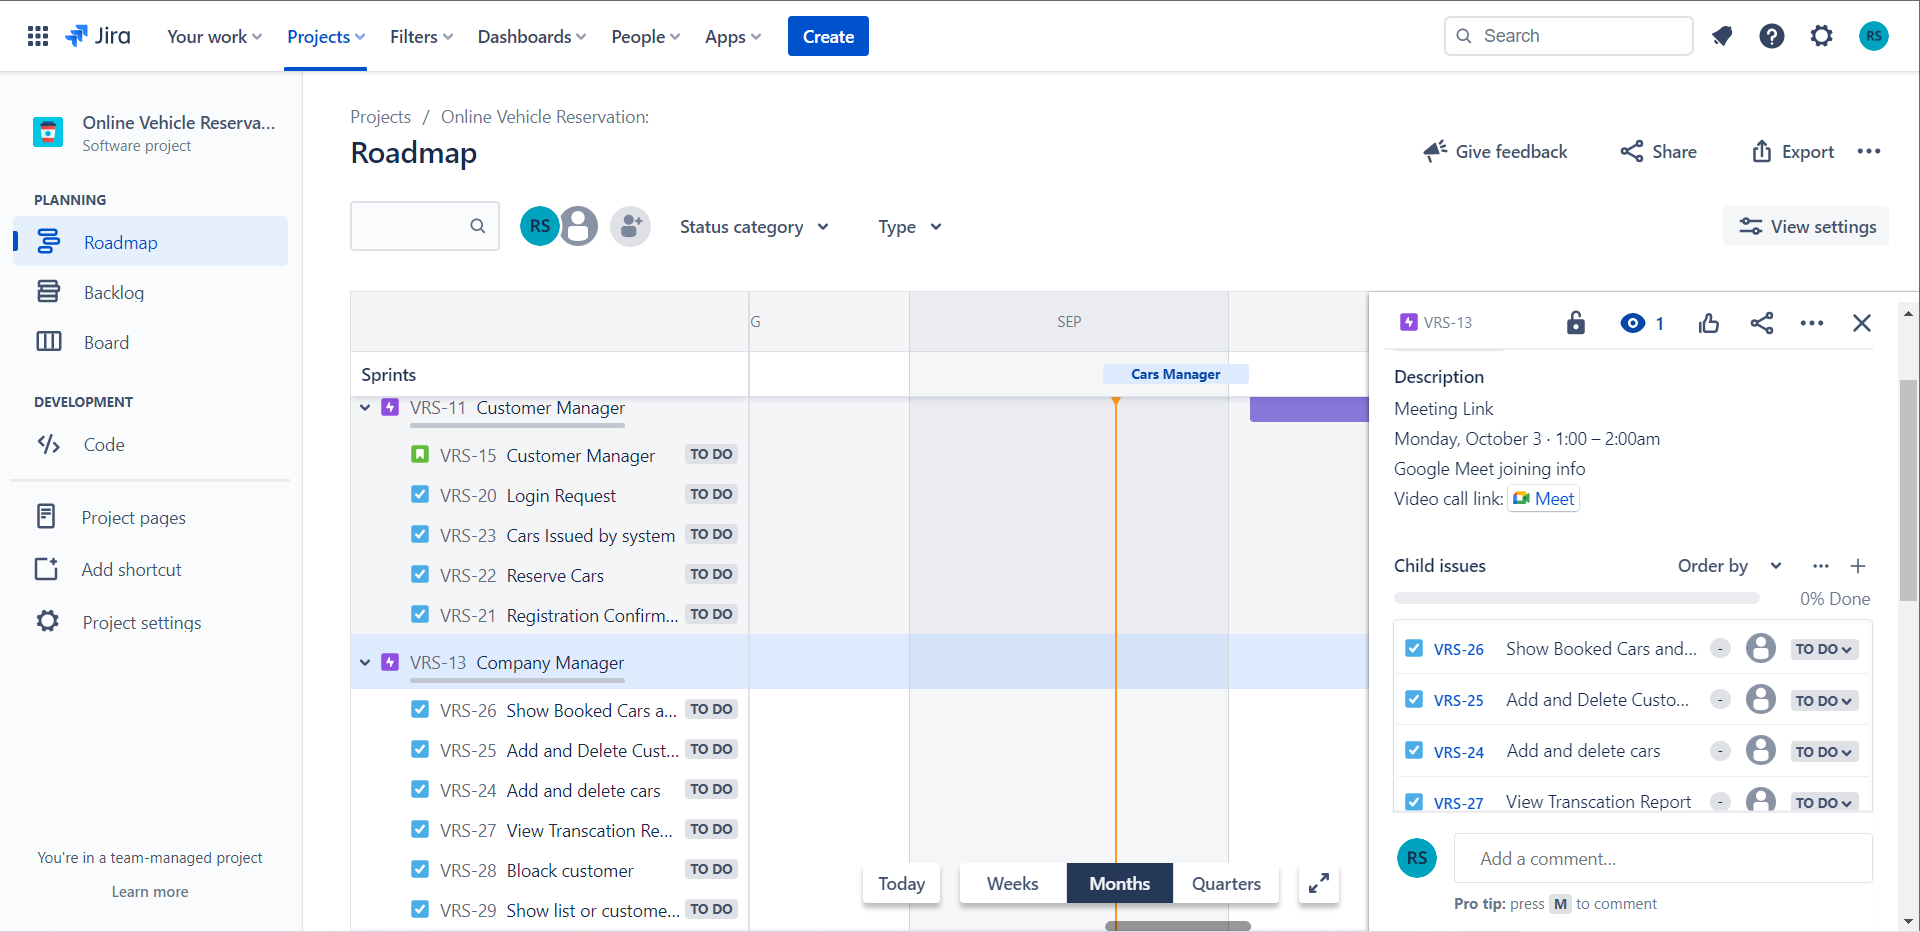 Jira
Your work
Projects
Filters
Dashboards
People
Apps
Create
Search
RS
Online Vehicle Reserva...
Software project
PLANNING
Roadmap
Backlog
Board
DEVELOPMENT
Code
Project pages
Add shortcut
Project settings
You're in a team-managed project
Learn more
Projects / Online Vehicle Reservation:
Roadmap
Give feedback
Share
Export
RS
Status category
Type
View settings
G
SEP
Sprints
Cars Manager
VRS-11 Customer Manager
VRS-15 Customer Manager TO DO
VRS-20 Login Request TO DO
VRS-23 Cars Issued by system TO DO
VRS-22 Reserve Cars TO DO
VRS-21 Registration Confirm... TO DO
VRS-13 Company Manager
VRS-26 Show Booked Cars a... TO DO
VRS-25 Add and Delete Cust... TO DO
VRS-24 Add and delete cars TO DO
VRS-27 View Transcation Re... TO DO
VRS-28 Bloack customer TO DO
VRS-29 Show list or custome... TO DO
Today
Weeks
Months
Quarters
VRS-13
1
Description
Meeting Link
Monday, October 3 · 1:00 – 2:00am
Google Meet joining info
Video call link: Meet
Child issues
Order by
0% Done
VRS-26 Show Booked Cars and... - TO DO
VRS-25 Add and Delete Custo... - TO DO
VRS-24 Add and delete cars - TO DO
VRS-27 View Transcation Report - TO DO
RS
Add a comment...
Pro tip: press M to comment